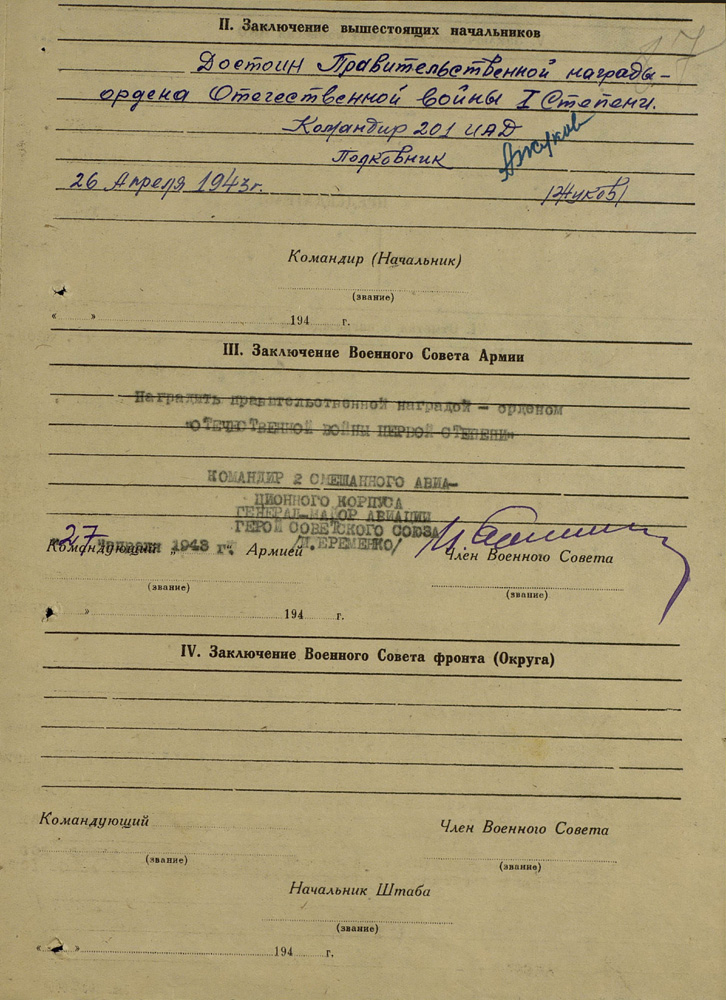 II. Заключение вышестоящих начальников
Достоин Правительственной награды-
ордена Отечественной войны I Степени.
Командир 201 ИАД
Полковник
26 Апреля 1943г. /Жуков/
Командир (Начальник)
(звание)
« » 194 г.
III. Заключение Военного Совета Армии
Наградить правительственной наградой - орденом
"ОТЕЧЕСТВЕННОЙ ВОЙНЫ ПЕРВОЙ СТЕПЕНИ"
КОМАНДИР 2 СМЕШАННОГО АВИА-
ЦИОННОГО КОРПУСА
ГЕНЕРАЛ-МАЙОР АВИАЦИИ
ГЕРОЙ СОВЕТСКОГО СОЮЗА
/И.ЕРЕМЕНКО/
27 апреля 1943 г.
Командующий Армией Член Военного Совета
(звание) (звание)
« » 194 г.
IV. Заключение Военного Совета фронта (Округа)
Командующий Член Военного Совета
(звание) (звание)
Начальник Штаба
(звание)
« » 194 г.